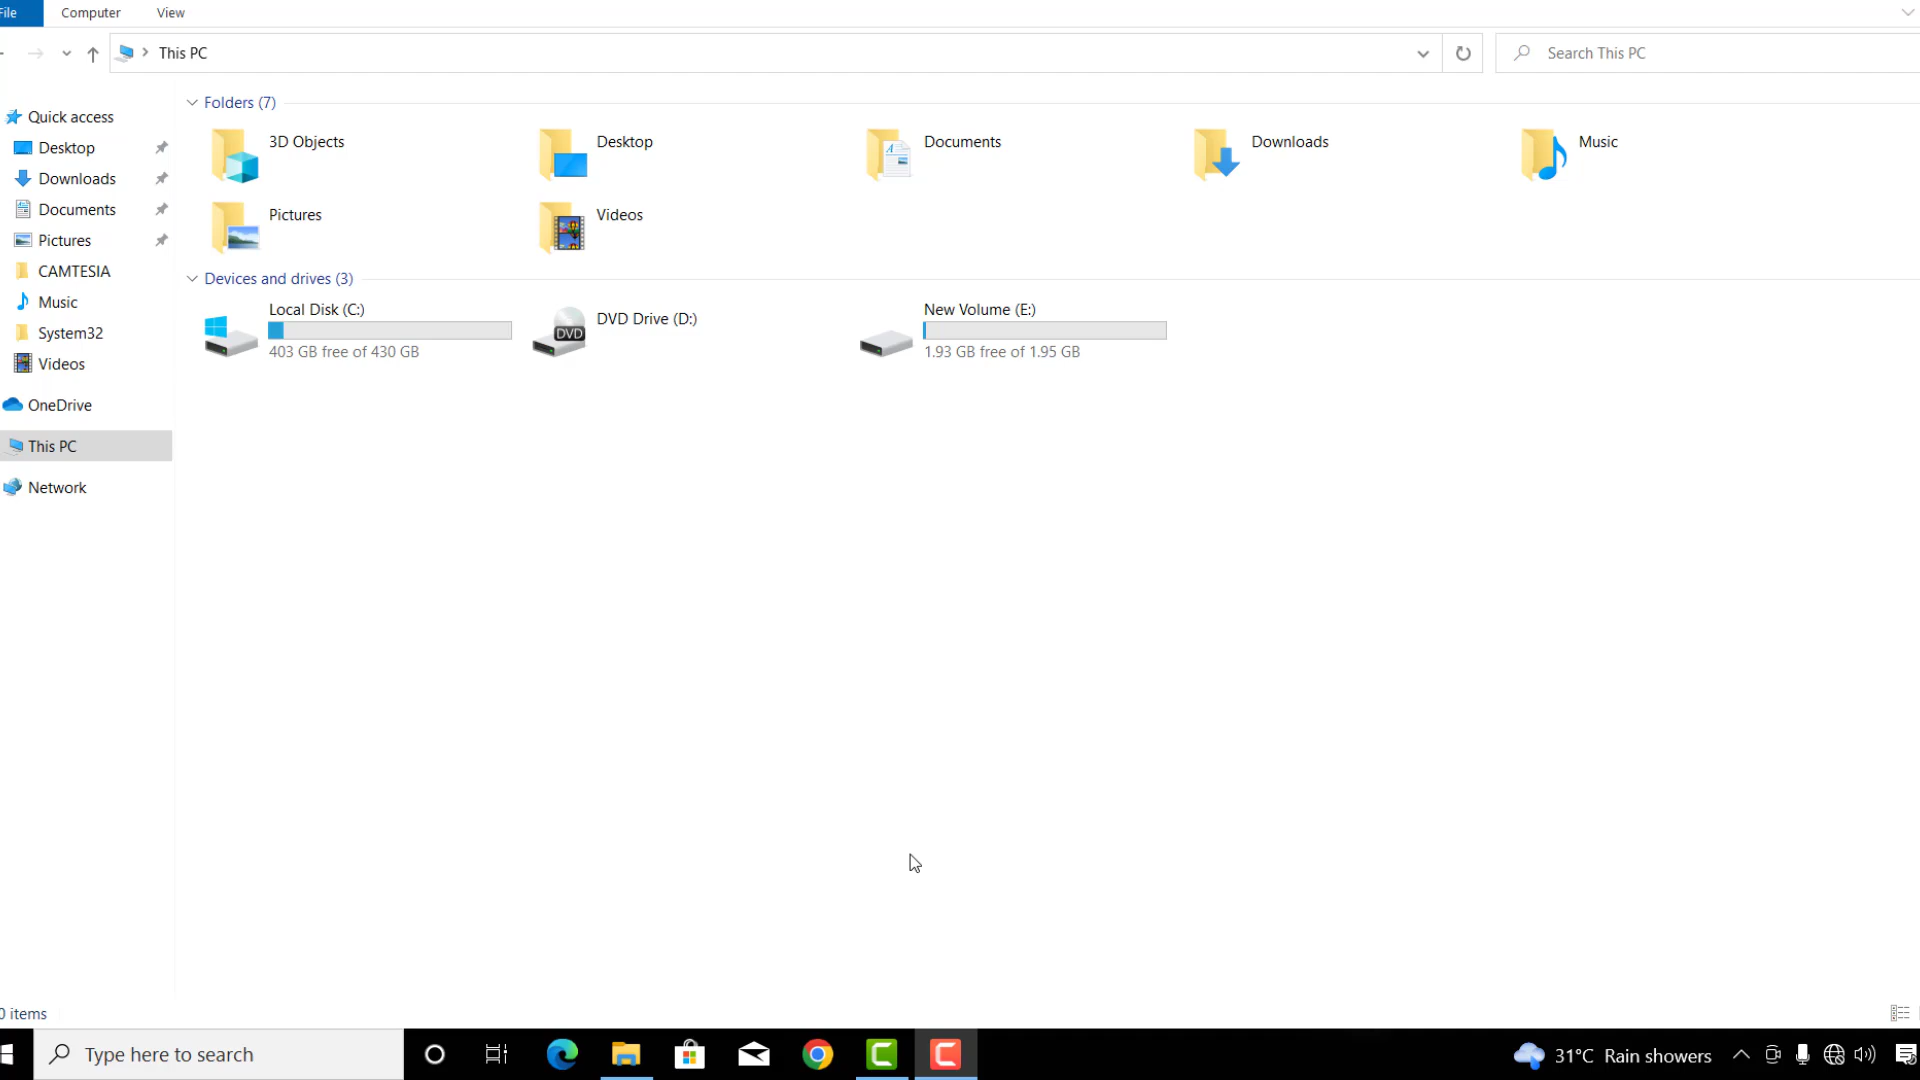 File Computer View
This PC
Search This PC
Quick access
Desktop
Downloads
Documents
Pictures
CAMTESIA
Music
System32
Videos
OneDrive
This PC
Network
Folders (7)
3D Objects Desktop Documents Downloads Music
Pictures Videos
Devices and drives (3)
Local Disk (C:)
403 GB free of 430 GB
DVD Drive (D:)
DVD
New Volume (E:)
1.93 GB free of 1.95 GB
0 items
Type here to search
31°C Rain showers